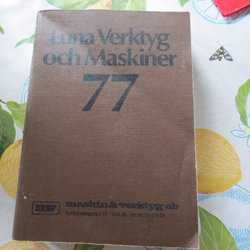 Luna Verktyg
och Maskiner
77
maskin & verktyg ab